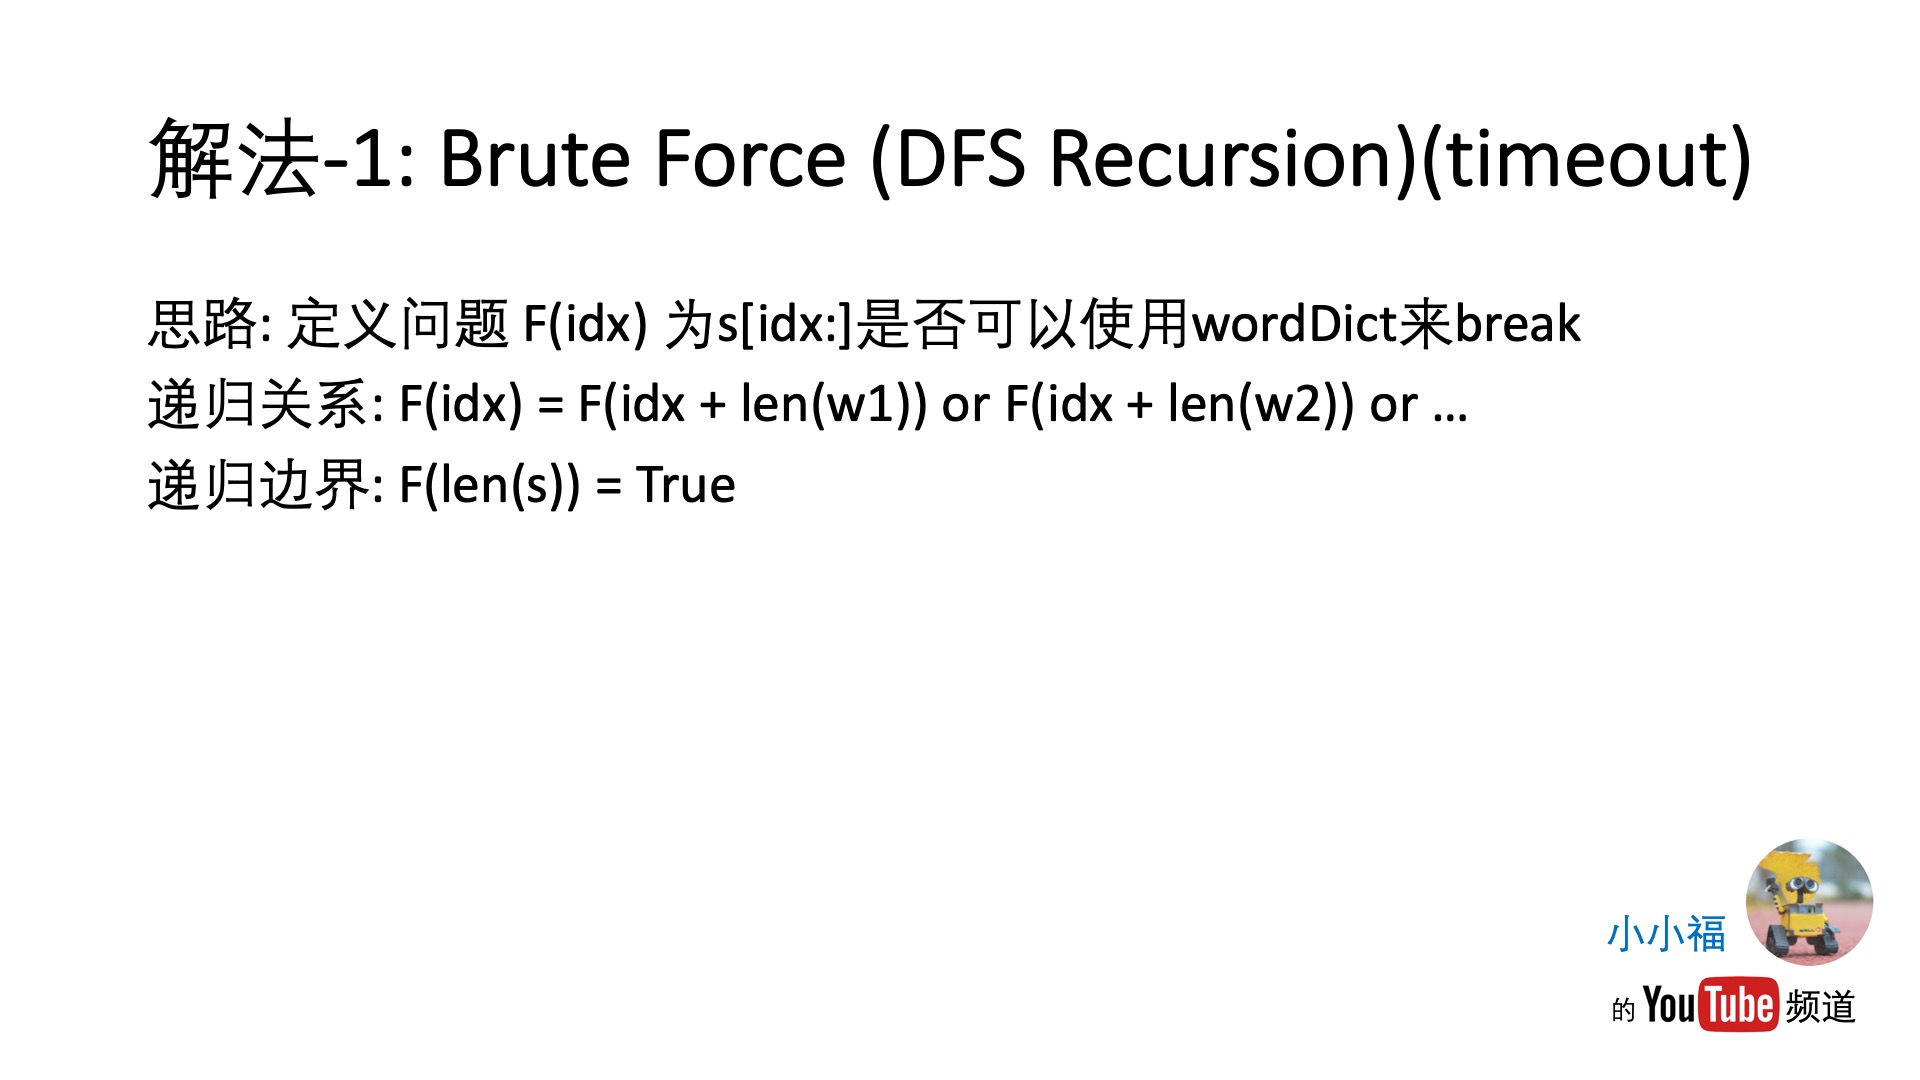 解法-1: Brute Force (DFS Recursion)(timeout)
思路: 定义问题 F(idx) 为s[idx:]是否可以使用wordDict来break
递归关系: F(idx) = F(idx + len(w1)) or F(idx + len(w2)) or …
递归边界: F(len(s)) = True
小小福
的 YouTube 频道